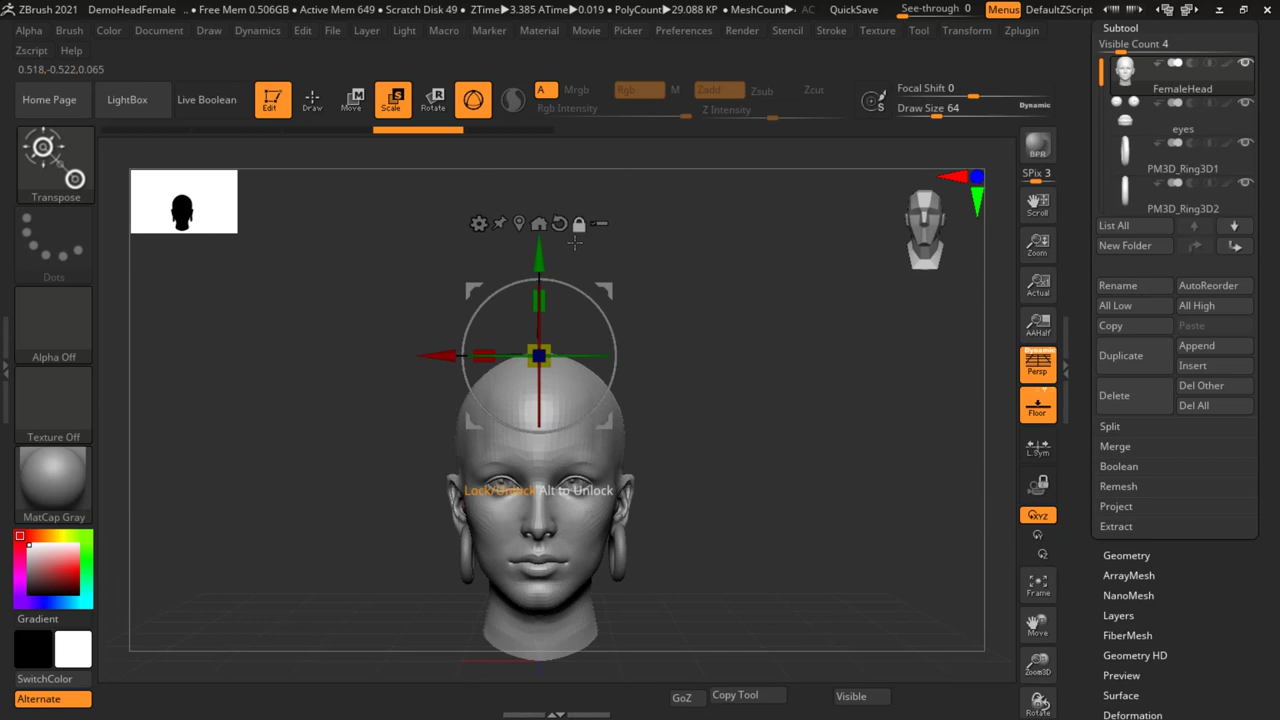 ZBrush 2021 DemoHeadFemale .. ● Free Mem 0.506GB ● Active Mem 649 ● Scratch Disk 49 ● ZTime▶3.385 ATime▶0.019 ● PolyCount▶29.088 KP ● MeshCount▶4 AC QuickSave See-through 0 Menus DefaultZScript
Alpha Brush Color Document Draw Dynamics Edit File Layer Light Macro Marker Material Movie Picker Preferences Render Stencil Stroke Texture Tool Transform Zplugin
Zscript Help
0.518,-0.522,0.065
Home Page LightBox Live Boolean Edit Draw Move Scale Rotate
A Mrgb Rgb M Zadd Zsub Zcut
Rgb Intensity Z Intensity
Focal Shift 0
Draw Size 64 Dynamic
S
Transpose
Dots
Alpha Off
Texture Off
MatCap Gray
Gradient
SwitchColor
Alternate
Lock/Unlock Alt to Unlock
GoZ Copy Tool Visible
BPR
SPix 3
Scroll
Zoom
Actual
AAHalf
Dynamic
Persp
Floor
L.Sym
XYZ
Frame
Move
Zoom3D
Rotate
Subtool
Visible Count 4
FemaleHead
eyes
PM3D_Ring3D1
PM3D_Ring3D2
List All
New Folder
Rename AutoReorder
All Low All High
Copy Paste
Duplicate Append
Insert
Delete Del Other
Del All
Split
Merge
Boolean
Remesh
Project
Extract
Geometry
ArrayMesh
NanoMesh
Layers
FiberMesh
Geometry HD
Preview
Surface
Deformation